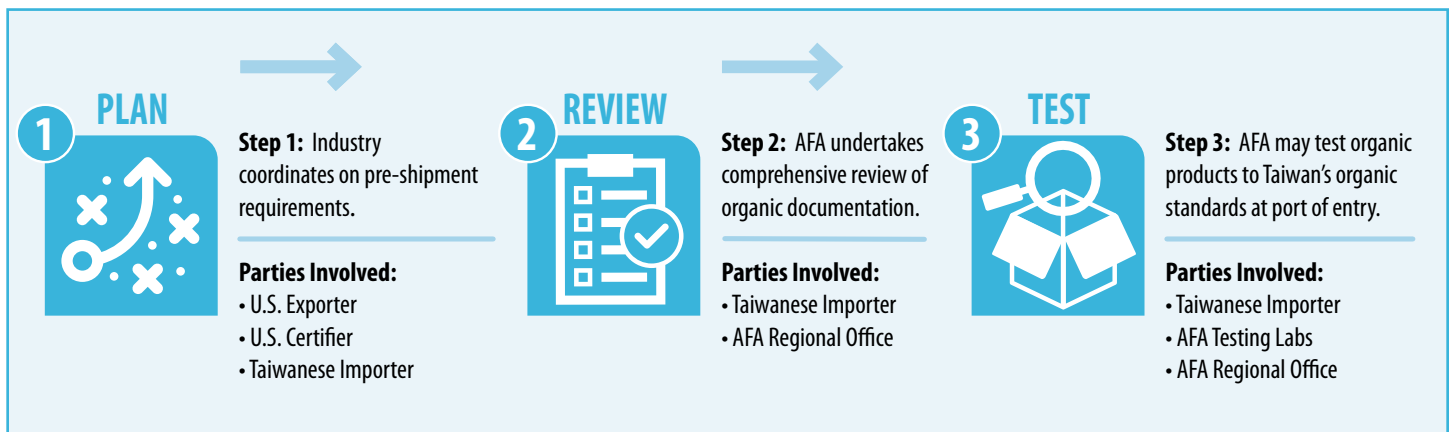 1
PLAN
Step 1: Industry
coordinates on pre-shipment
requirements.
Parties Involved:
• U.S. Exporter
• U.S. Certifier
• Taiwanese Importer
2
REVIEW
Step 2: AFA undertakes
comprehensive review of
organic documentation.
Parties Involved:
• Taiwanese Importer
• AFA Regional Office
3
TEST
Step 3: AFA may test organic
products to Taiwan’s organic
standards at port of entry.
Parties Involved:
• Taiwanese Importer
• AFA Testing Labs
• AFA Regional Office